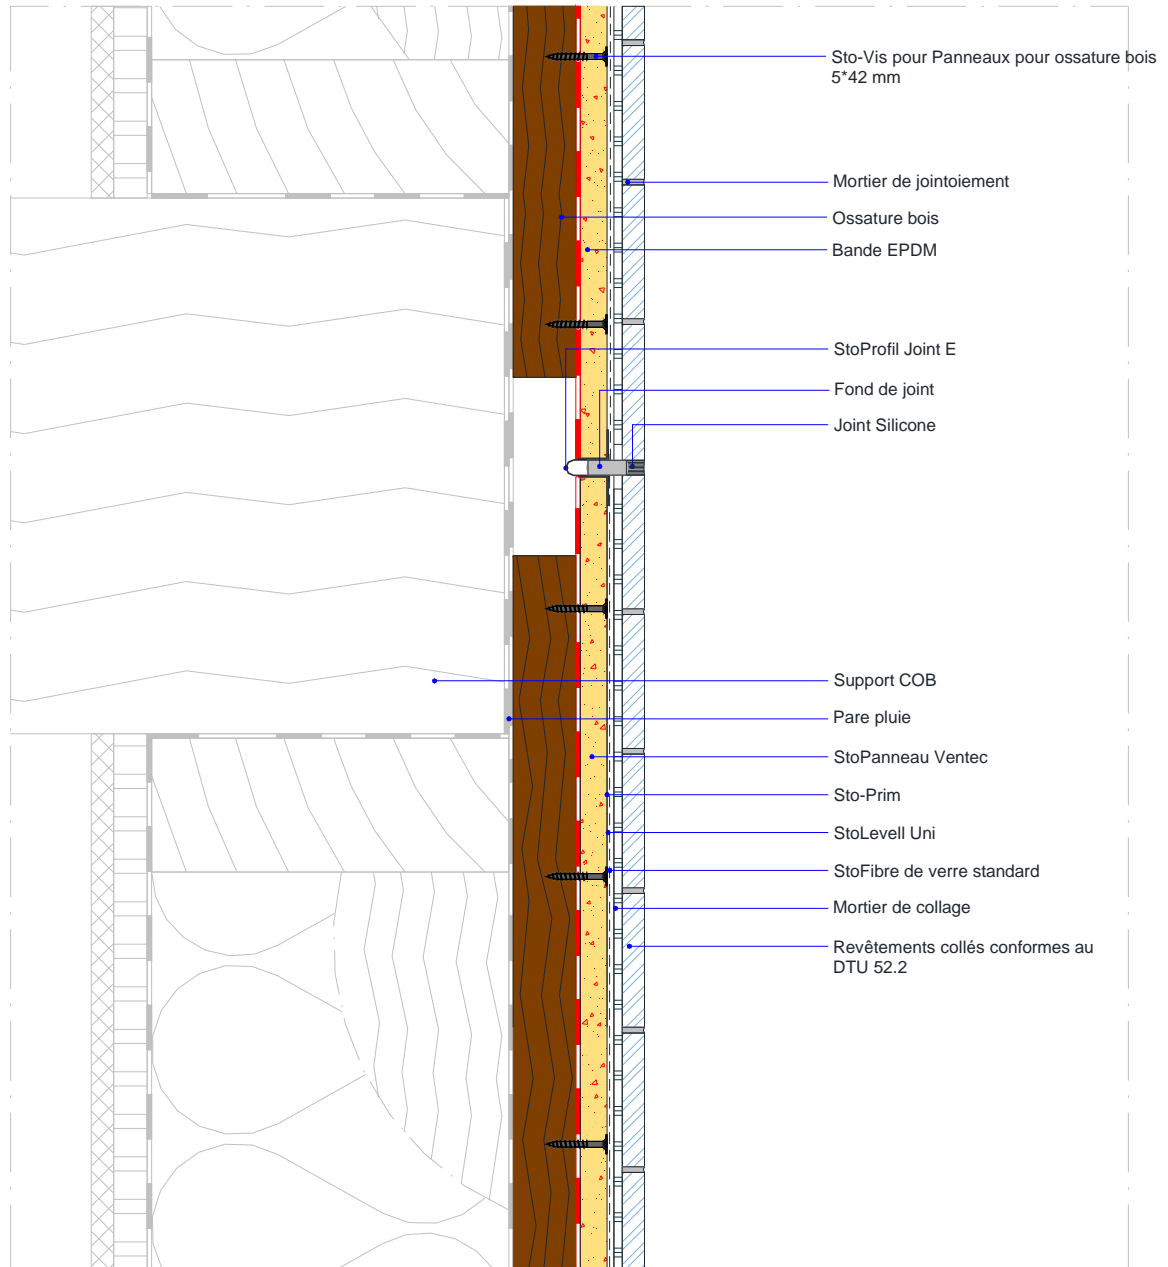 Sto-Vis pour Panneaux pour ossature bois
5*42 mm
Mortier de jointoiement
Ossature bois
Bande EPDM
StoProfil Joint E
Fond de joint
Joint Silicone
Support COB
Pare pluie
StoPanneau Ventec
Sto-Prim
StoLevell Uni
StoFibre de verre standard
Mortier de collage
Revêtements collés conformes au
DTU 52.2